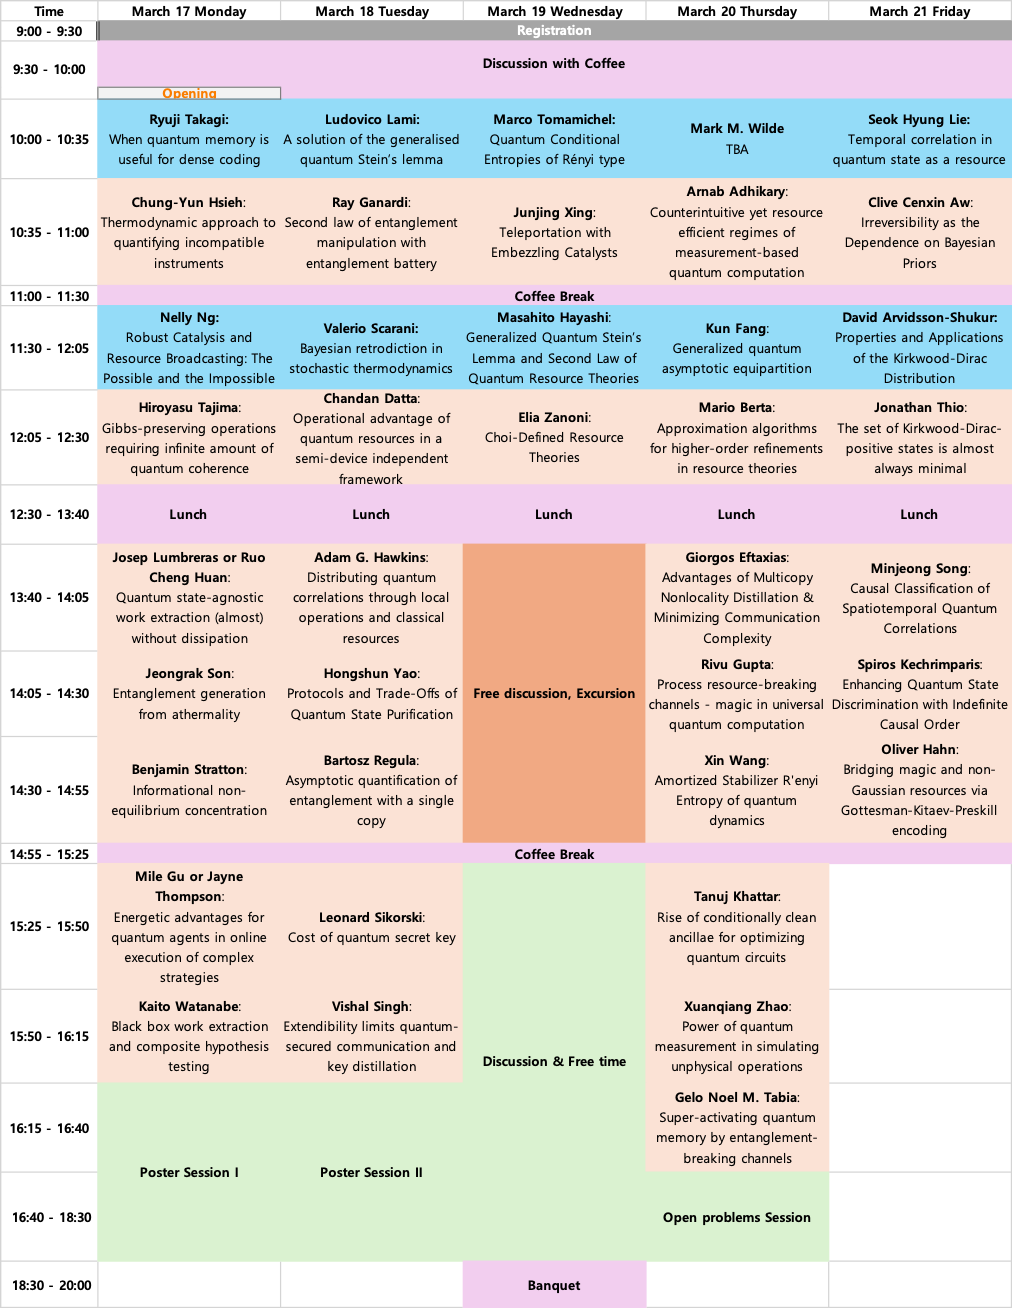 Time
March 17 Monday
March 18 Tuesday
March 19 Wednesday
March 20 Thursday
March 21 Friday
9:00 - 9:30
Registration
9:30 - 10:00
Discussion with Coffee
Opening
10:00 - 10:35
Ryuji Takagi:
When quantum memory is
useful for dense coding
Ludovico Lami:
A solution of the generalised
quantum Stein's lemma
Marco Tomamichel:
Quantum Conditional
Entropies of Rényi type
Mark M. Wilde
TBA
Seok Hyung Lie:
Temporal correlation in
quantum state as a resource
10:35 - 11:00
Chung-Yun Hsieh:
Thermodynamic approach to
quantifying incompatible
instruments
Ray Ganardi:
Second law of entanglement
manipulation with
entanglement battery
Junjing Xing:
Teleportation with
Embezzling Catalysts
Arnab Adhikary:
Counterintuitive yet resource
efficient regimes of
measurement-based
quantum computation
Clive Cenxin Aw:
Irreversibility as the
Dependence on Bayesian
Priors
11:00 - 11:30
Coffee Break
11:30 - 12:05
Nelly Ng:
Robust Catalysis and
Resource Broadcasting: The
Possible and the Impossible
Valerio Scarani:
Bayesian retrodiction in
stochastic thermodynamics
Masahito Hayashi:
Generalized Quantum Stein's
Lemma and Second Law of
Quantum Resource Theories
Kun Fang:
Generalized quantum
asymptotic equipartition
David Arvidsson-Shukur:
Properties and Applications
of the Kirkwood-Dirac
Distribution
12:05 - 12:30
Hiroyasu Tajima:
Gibbs-preserving operations
requiring infinite amount of
quantum coherence
Chandan Datta:
Operational advantage of
quantum resources in a
semi-device independent
framework
Elia Zanoni:
Choi-Defined Resource
Theories
Mario Berta:
Approximation algorithms
for higher-order refinements
in resource theories
Jonathan Thio:
The set of Kirkwood-Dirac-
positive states is almost
always minimal
12:30 - 13:40
Lunch
Lunch
Lunch
Lunch
Lunch
13:40 - 14:05
Josep Lumbreras or Ruo
Cheng Huan:
Quantum state-agnostic
work extraction (almost)
without dissipation
Adam G. Hawkins:
Distributing quantum
correlations through local
operations and classical
resources
Free discussion, Excursion
Giorgos Eftaxias:
Advantages of Multicopy
Nonlocality Distillation &
Minimizing Communication
Complexity
Minjeong Song:
Causal Classification of
Spatiotemporal Quantum
Correlations
14:05 - 14:30
Jeongrak Son:
Entanglement generation
from athermality
Hongshun Yao:
Protocols and Trade-Offs of
Quantum State Purification
Rivu Gupta:
Process resource-breaking
channels - magic in universal
quantum computation
Spiros Kechrimparis:
Enhancing Quantum State
Discrimination with Indefinite
Causal Order
14:30 - 14:55
Benjamin Stratton:
Informational non-
equilibrium concentration
Bartosz Regula:
Asymptotic quantification of
entanglement with a single
copy
Xin Wang:
Amortized Stabilizer R'enyi
Entropy of quantum
dynamics
Oliver Hahn:
Bridging magic and non-
Gaussian resources via
Gottesman-Kitaev-Preskill
encoding
14:55 - 15:25
Coffee Break
15:25 - 15:50
Mile Gu or Jayne
Thompson:
Energetic advantages for
quantum agents in online
execution of complex
strategies
Leonard Sikorski:
Cost of quantum secret key
Discussion & Free time
Tanuj Khattar:
Rise of conditionally clean
ancillae for optimizing
quantum circuits
15:50 - 16:15
Kaito Watanabe:
Black box work extraction
and composite hypothesis
testing
Vishal Singh:
Extendibility limits quantum-
secured communication and
key distillation
Xuanqiang Zhao:
Power of quantum
measurement in simulating
unphysical operations
16:15 - 16:40
Poster Session I
Poster Session II
Gelo Noel M. Tabia:
Super-activating quantum
memory by entanglement-
breaking channels
16:40 - 18:30
Open problems Session
18:30 - 20:00
Banquet